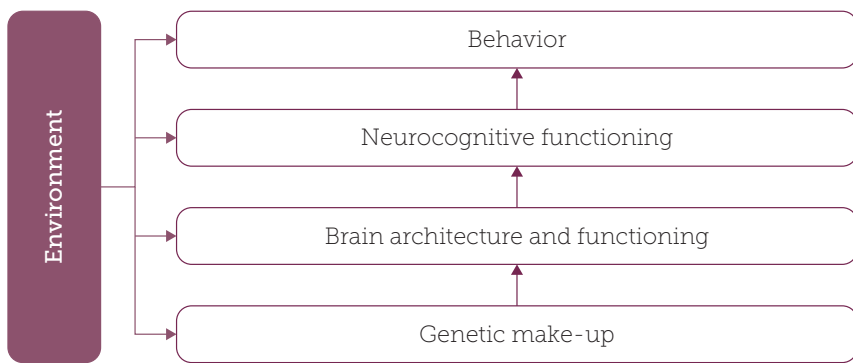 Environment
Behavior
Neurocognitive functioning
Brain architecture and functioning
Genetic make-up